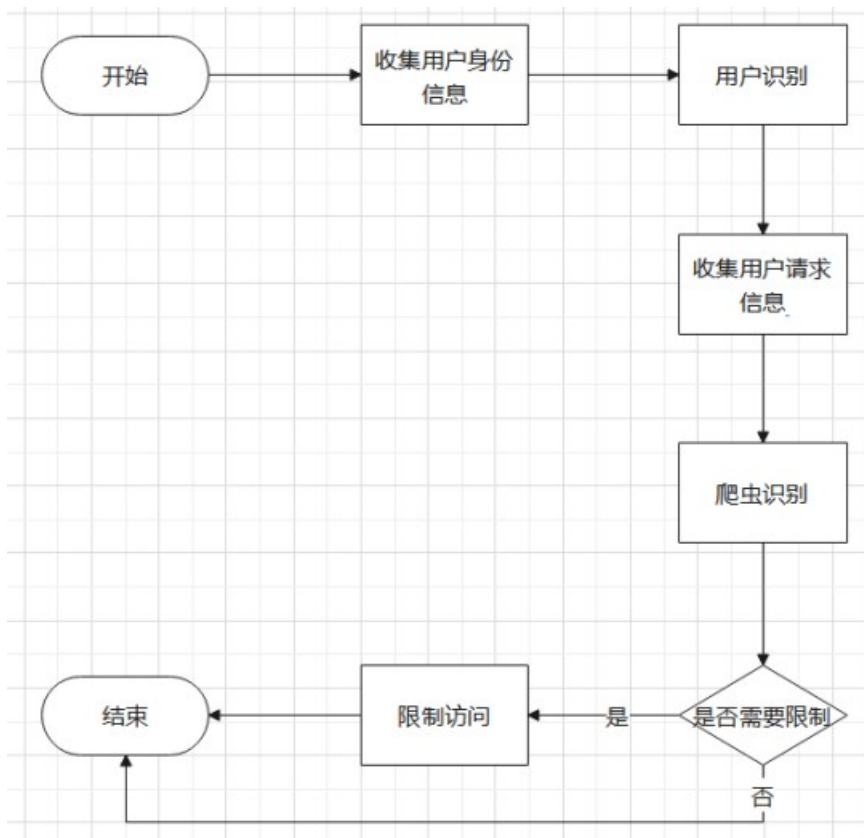 开始
收集用户身份
信息
用户识别
收集用户请求
信息
爬虫识别
是否需要限制
是
限制访问
结束
否